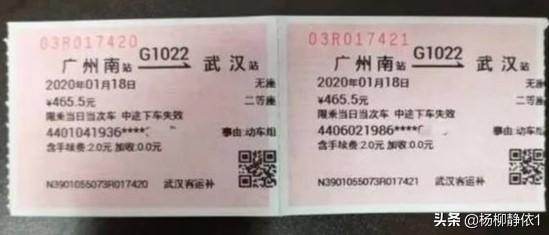 03R017420
广州南站 G1022 武汉站
2020年01月18日 无座
¥465.5元 二等座
限乘当日当次车 中途下车失效
4401041936**** 事由:动车组
含手续费:2.0元 加收:0.0元
N3901055073R017420 武汉客运补
03R017421
广州南站 G1022 武汉站
2020年01月18日 无座
¥465.5元 二等座
限乘当日当次车 中途下车失效
4406021986**** 事由:动车组
含手续费:2.0元 加收:0.0元
N3901055073R017421 武汉客运补
头条 @杨柳静依1